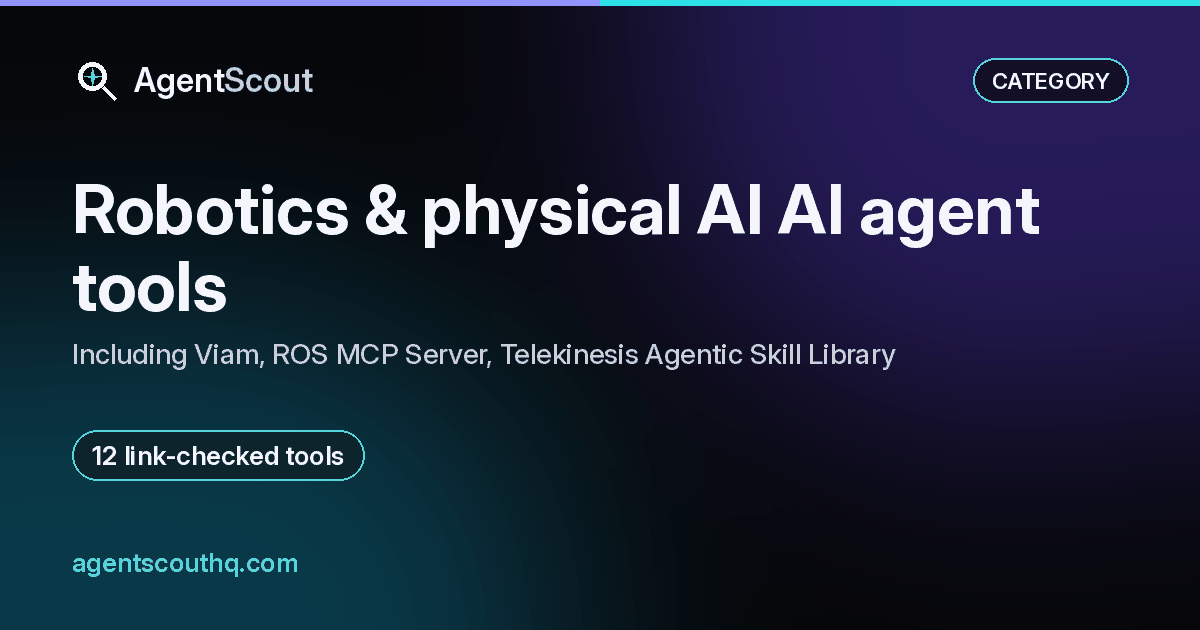 AgentScout
CATEGORY
Robotics & physical AI AI agent
tools
Including Viam, ROS MCP Server, Telekinesis Agentic Skill Library
12 link-checked tools
agentscouthq.com